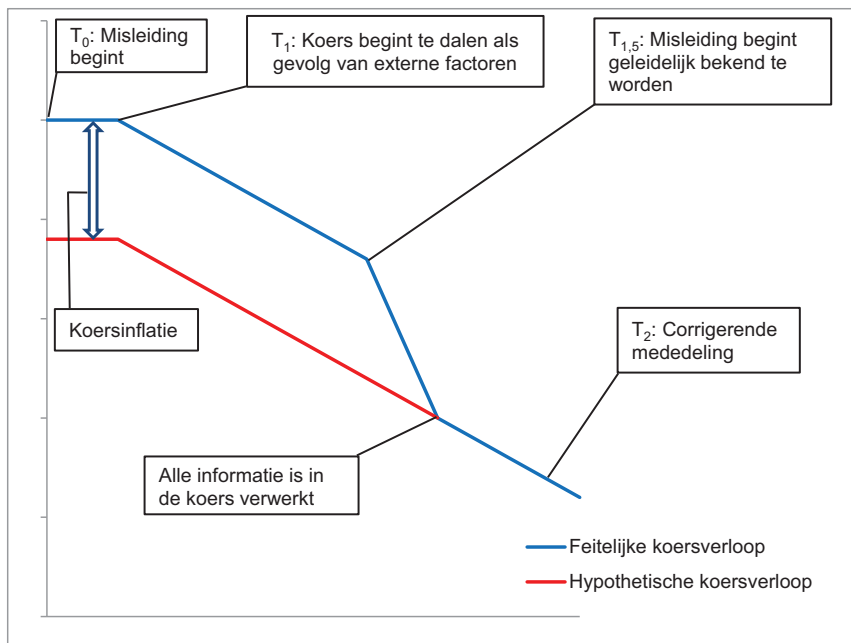 T₀: Misleiding
begint
T₁: Koers begint te dalen als
gevolg van externe factoren
T₁,₅: Misleiding begint
geleidelijk bekend te
worden
Koersinflatie
T₂: Corrigerende
mededeling
Alle informatie is in
de koers verwerkt
Feitelijke koersverloop
Hypothetische koersverloop